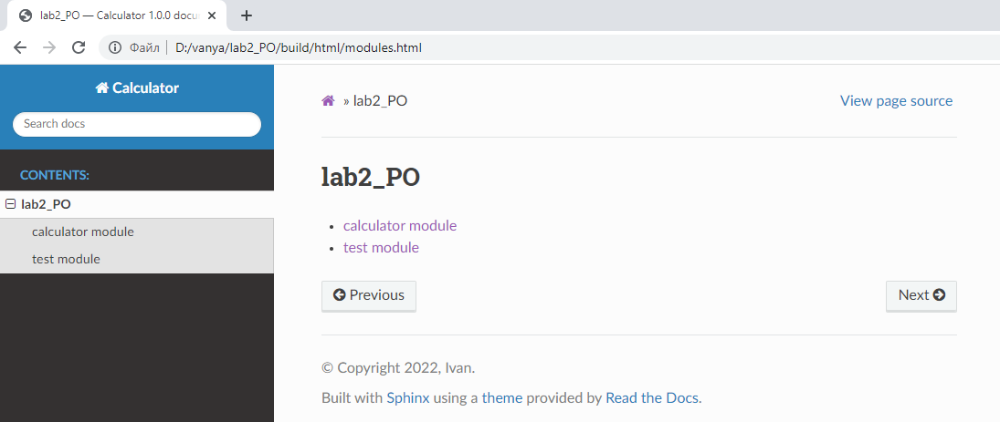 lab2_PO — Calculator 1.0.0 docu
Файл
D:/vanya/lab2_PO/build/html/modules.html
Calculator
Search docs
CONTENTS:
lab2_PO
calculator module
test module
» lab2_PO
View page source
lab2_PO
• calculator module
• test module
Previous
Next
© Copyright 2022, Ivan.
Built with Sphinx using a theme provided by Read the Docs.